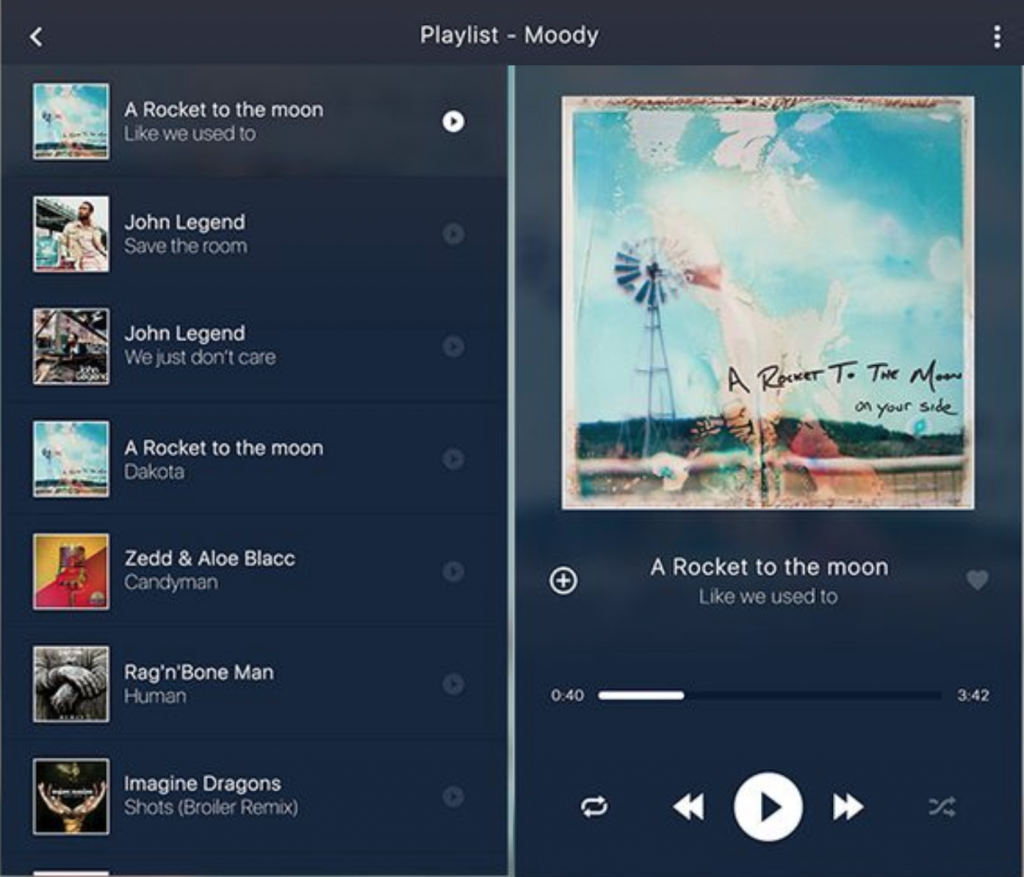 Playlist - Moody
A Rocket to the moon
Like we used to
John Legend
Save the room
John Legend
We just don't care
A Rocket to the moon
Dakota
Zedd & Aloe Blacc
Candyman
Rag'n'Bone Man
Human
Imagine Dragons
Shots (Broiler Remix)
A Rocket To The Moon
on your side
A Rocket to the moon
Like we used to
0:40
3:42